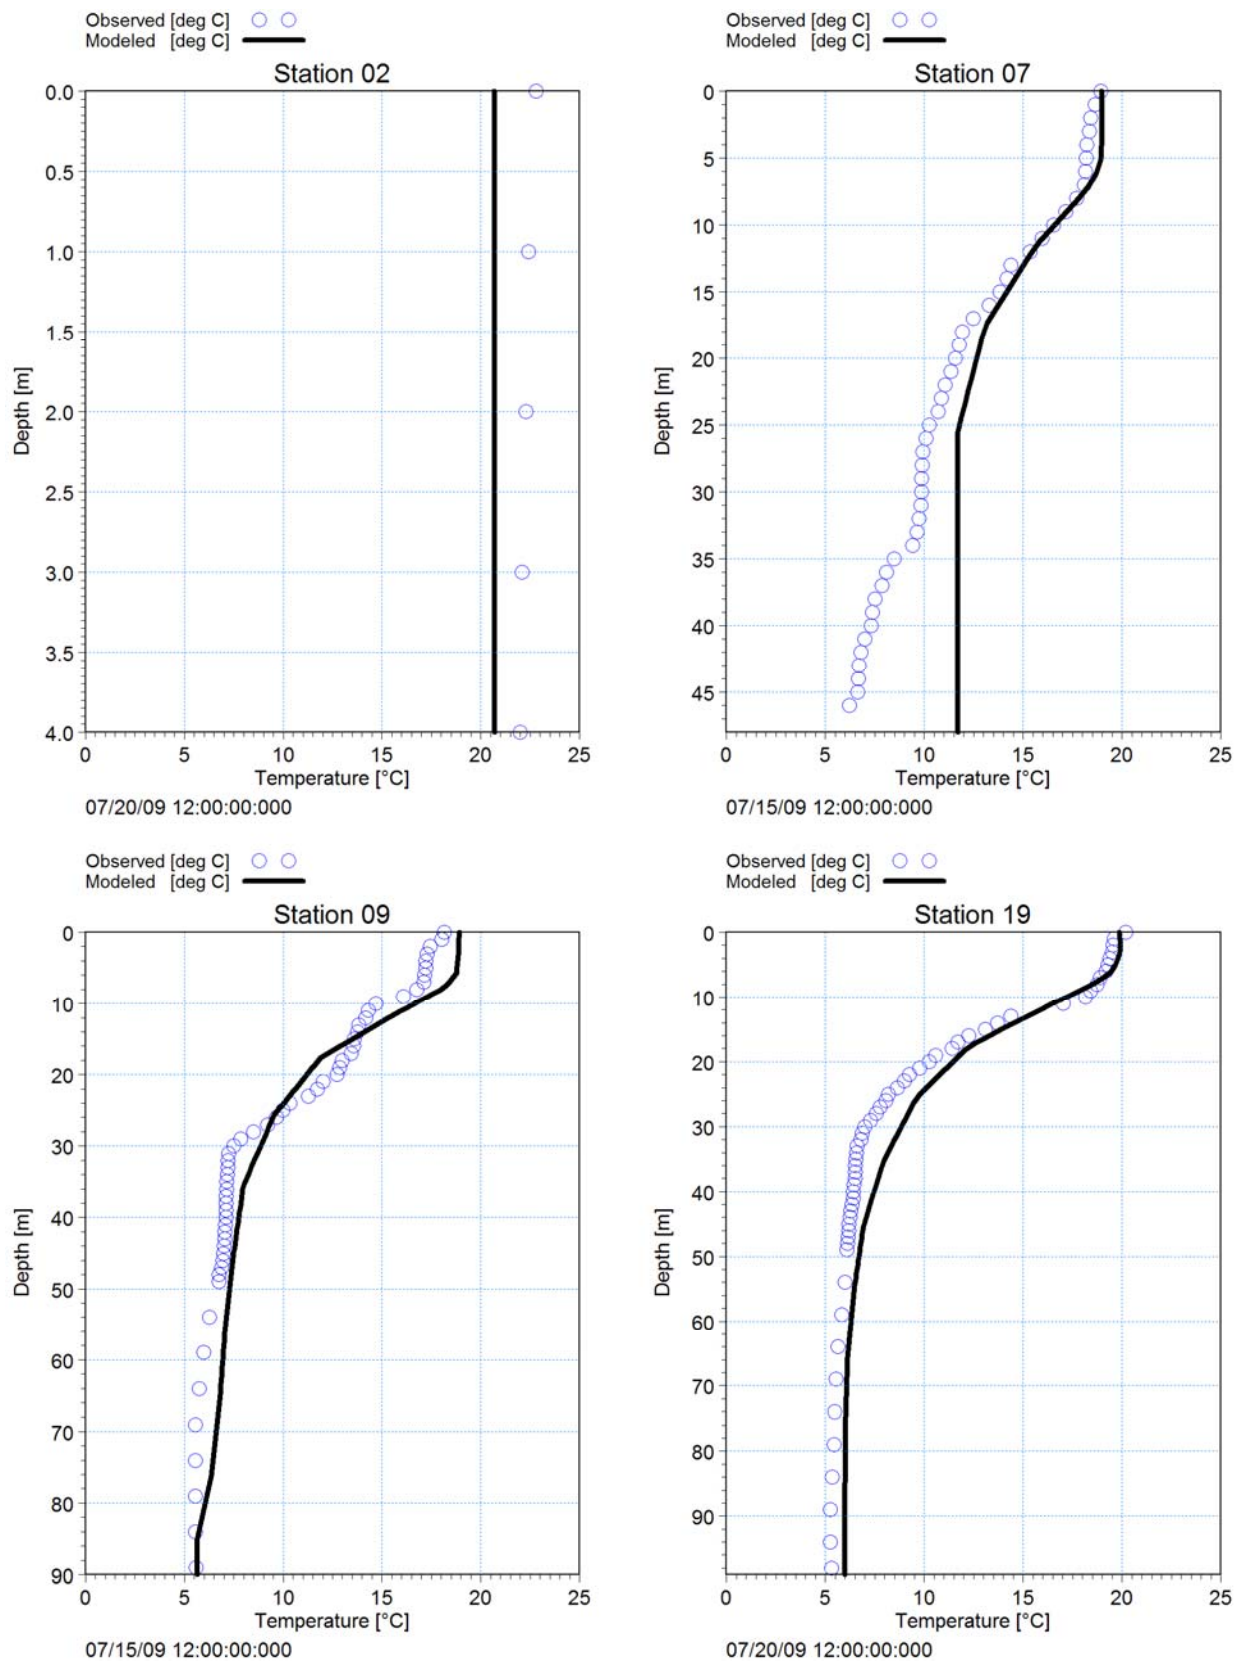 Observed [deg C]
Modeled [deg C]
Station 02
0.0
0.5
1.0
1.5
2.0
2.5
3.0
3.5
4.0
Depth [m]
0 5 10 15 20 25
Temperature [°C]
07/20/09 12:00:00:000
Observed [deg C]
Modeled [deg C]
Station 07
0
5
10
15
20
25
30
35
40
45
Depth [m]
0 5 10 15 20 25
Temperature [°C]
07/15/09 12:00:00:000
Observed [deg C]
Modeled [deg C]
Station 09
0
10
20
30
40
50
60
70
80
90
Depth [m]
0 5 10 15 20 25
Temperature [°C]
07/15/09 12:00:00:000
Observed [deg C]
Modeled [deg C]
Station 19
0
10
20
30
40
50
60
70
80
90
Depth [m]
0 5 10 15 20 25
Temperature [°C]
07/20/09 12:00:00:000